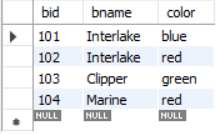 bid bname color
101 Interlake blue
102 Interlake red
103 Clipper green
104 Marine red
NULL NULL NULL